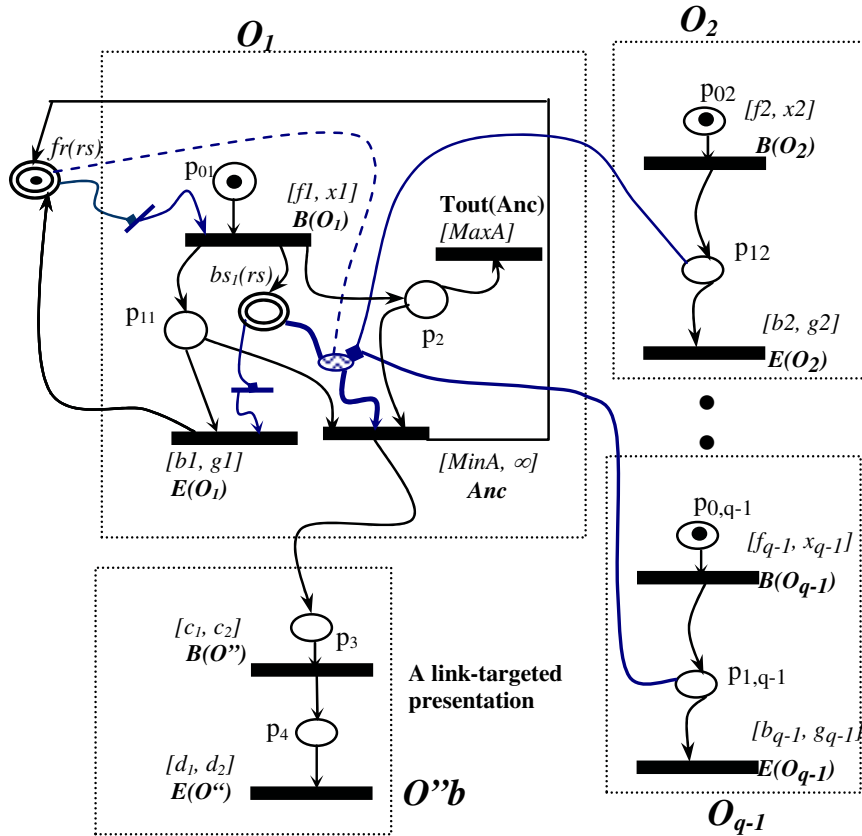 O1
O2
fr(rs)
p01
[f1, x1]
B(O1)
Tout(Anc)
[MaxA]
bs1(rs)
p11
p2
[b1, g1]
E(O1)
[MinA, ∞]
Anc
p02
[f2, x2]
B(O2)
p12
[b2, g2]
E(O2)
p0,q-1
[fq-1, xq-1]
B(Oq-1)
p1,q-1
[bq-1, gq-1]
E(Oq-1)
Oq-1
[c1, c2]
p3
B(O")
A link-targeted
presentation
p4
[d1, d2]
E(O“)
O"b